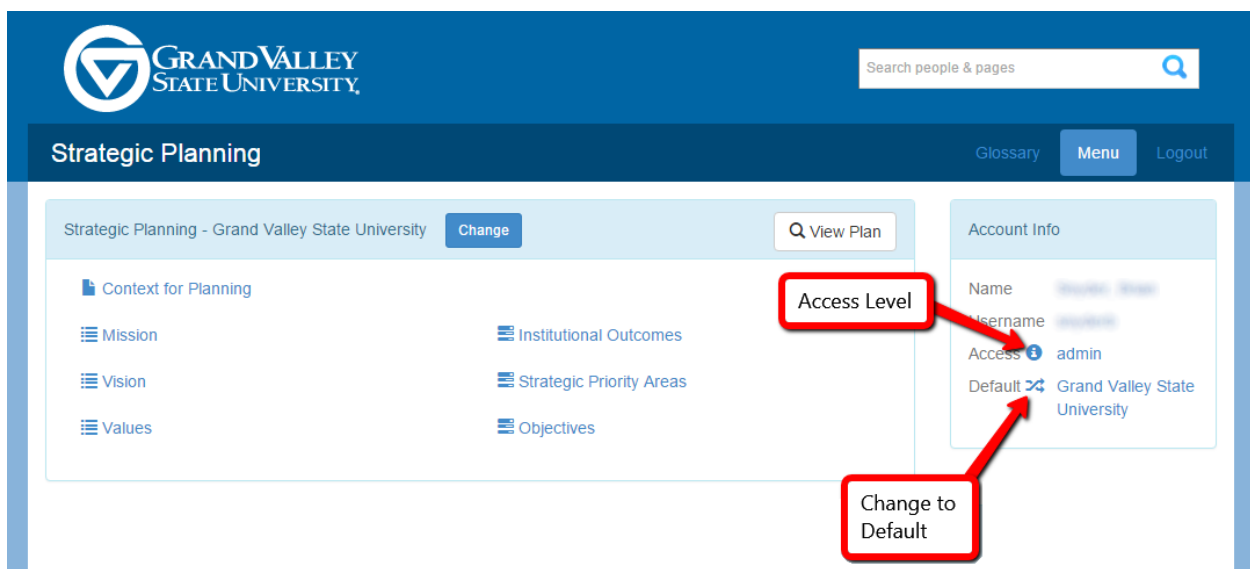 GRAND VALLEY
STATE UNIVERSITY
Search people & pages
Strategic Planning
Glossary
Menu
Logout
Strategic Planning - Grand Valley State University
Change
View Plan
Context for Planning
Mission
Institutional Outcomes
Vision
Strategic Priority Areas
Values
Objectives
Account Info
Name
Username
Access
admin
Default
Grand Valley State
University
Access Level
Change to
Default